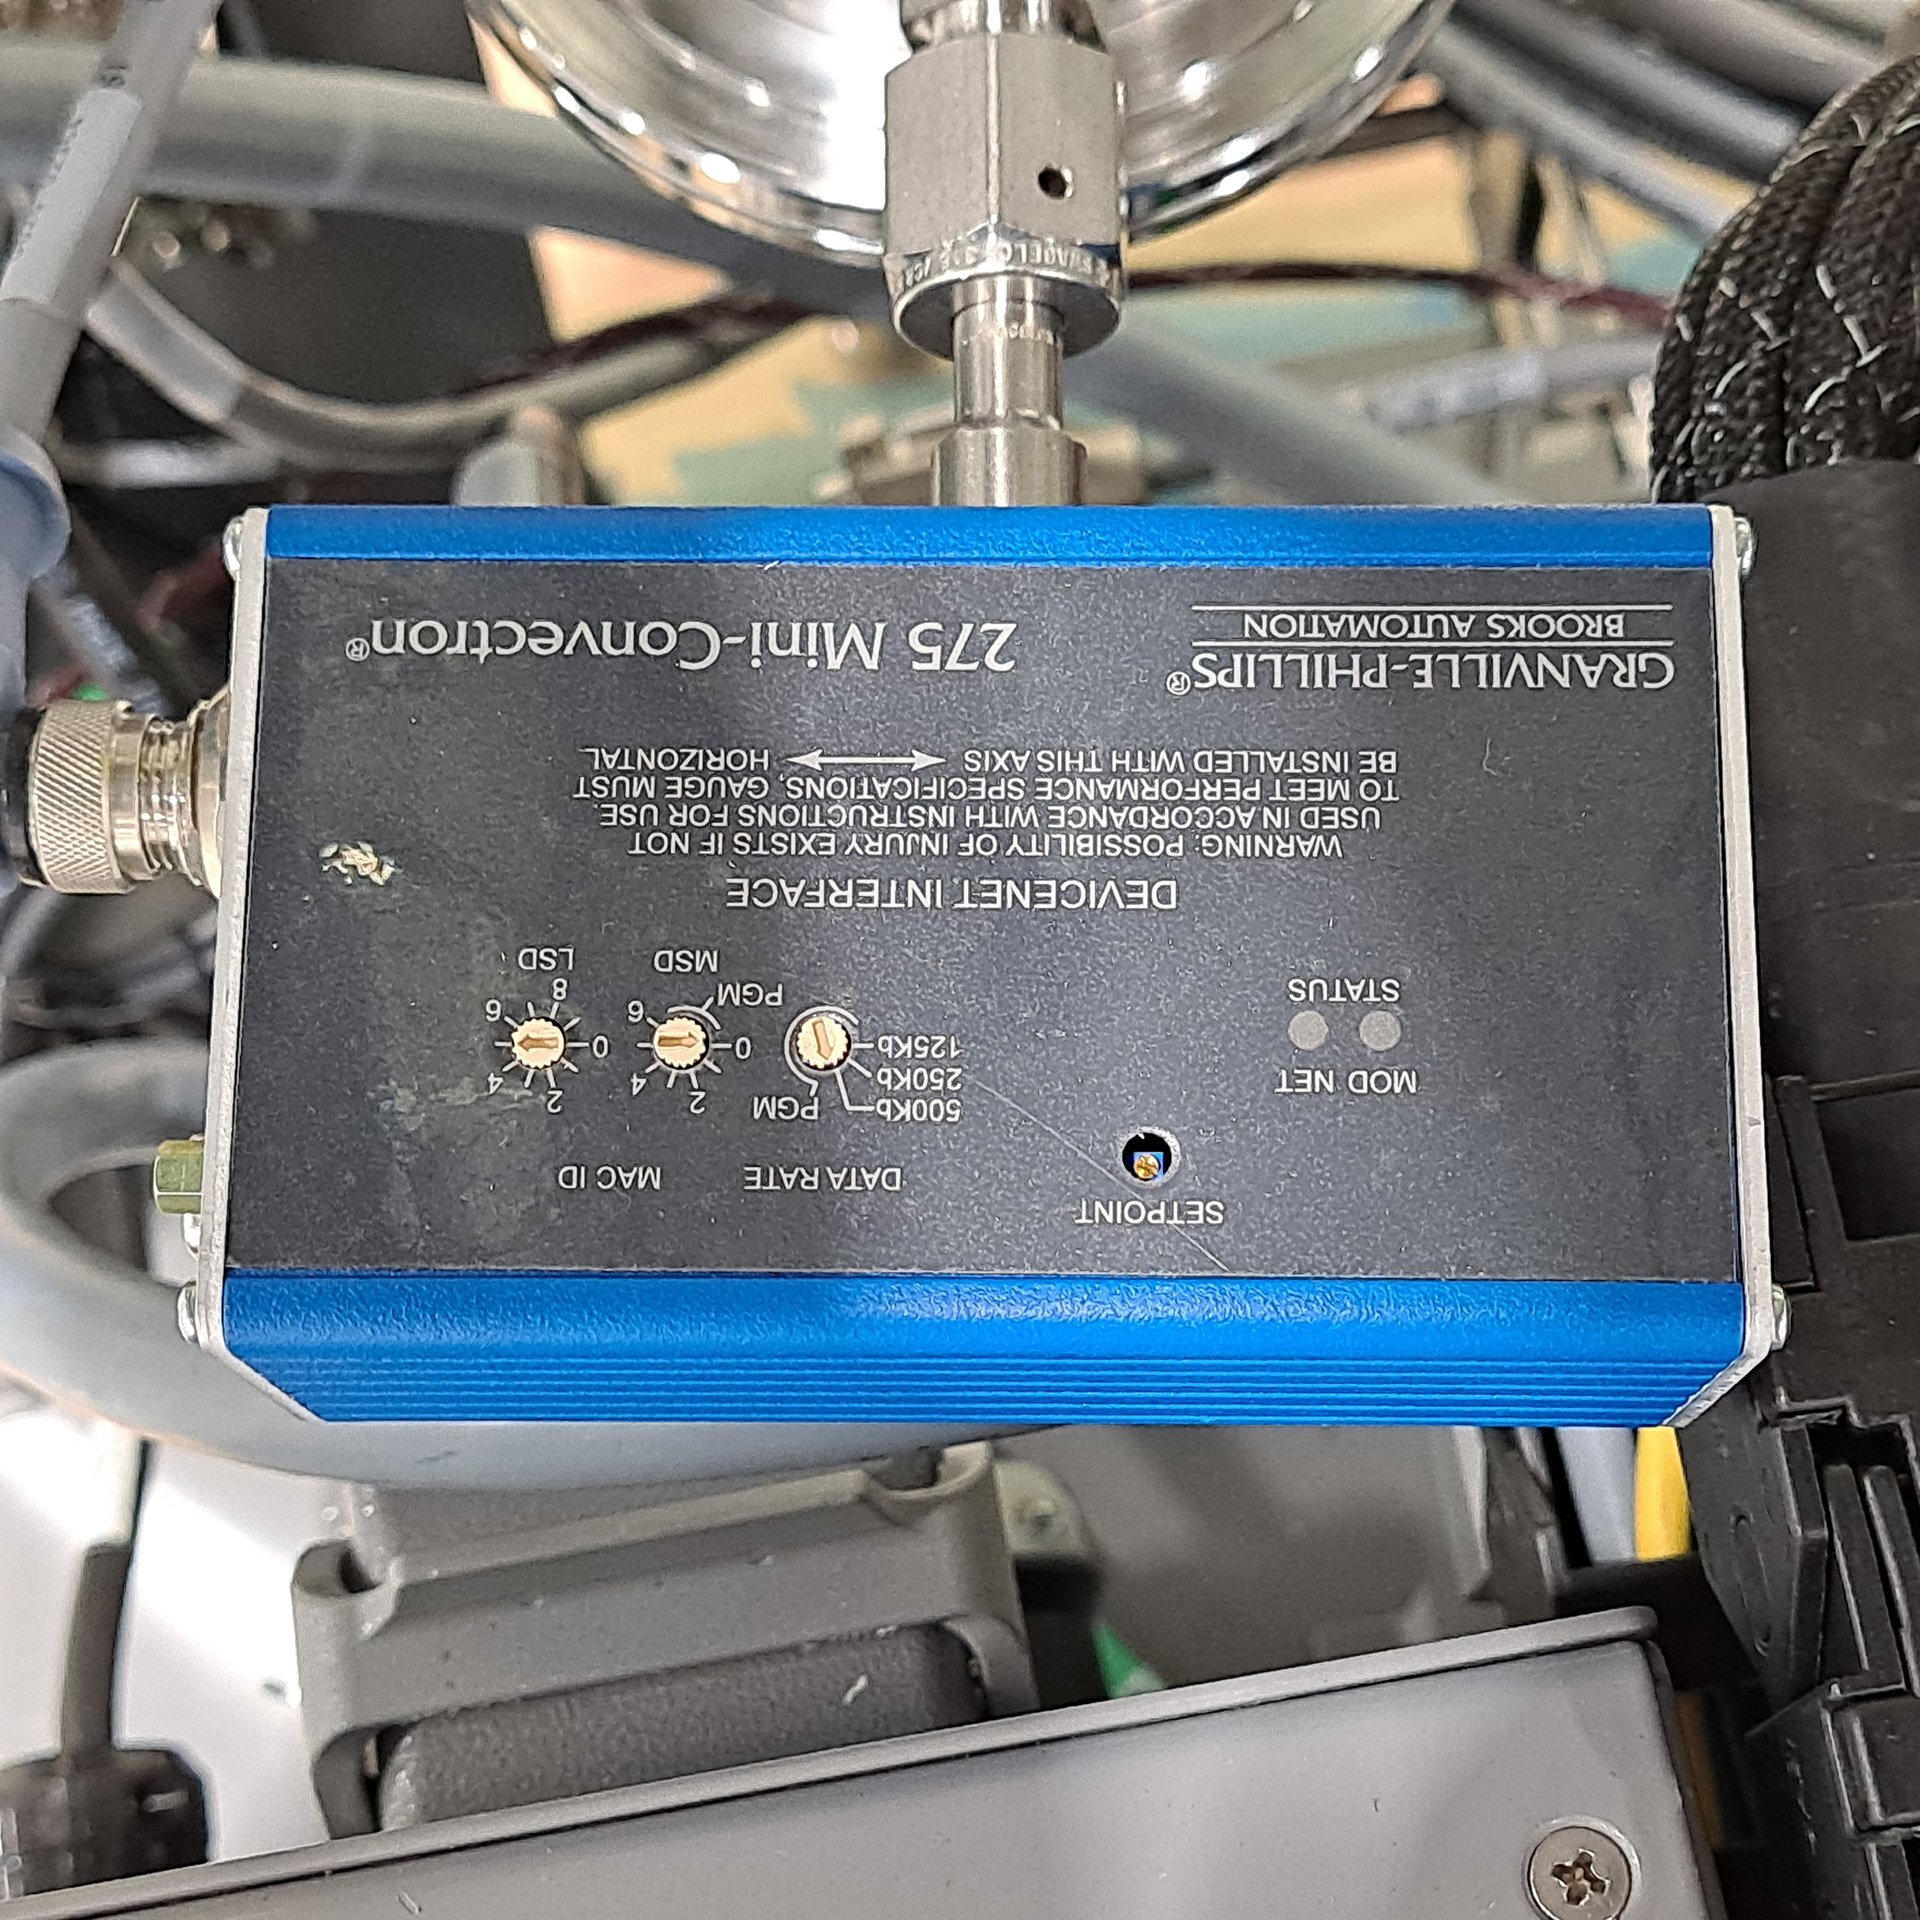 SETPOINT
DATA RATE
MAC ID
MOD NET
STATUS
500Kb
250Kb
125Kb
PGM
2
4
0
6
PGM
MSD
2
4
0
6
8
LSD
DEVICENET INTERFACE
WARNING: POSSIBILITY OF INJURY EXISTS IF NOT
USED IN ACCORDANCE WITH INSTRUCTIONS FOR USE.
TO MEET PERFORMANCE SPECIFICATIONS, GAUGE MUST
BE INSTALLED WITH THIS AXIS ⟷ HORIZONTAL
GRANVILLE-PHILLIPS®
BROOKS AUTOMATION
275 Mini-Convectron®